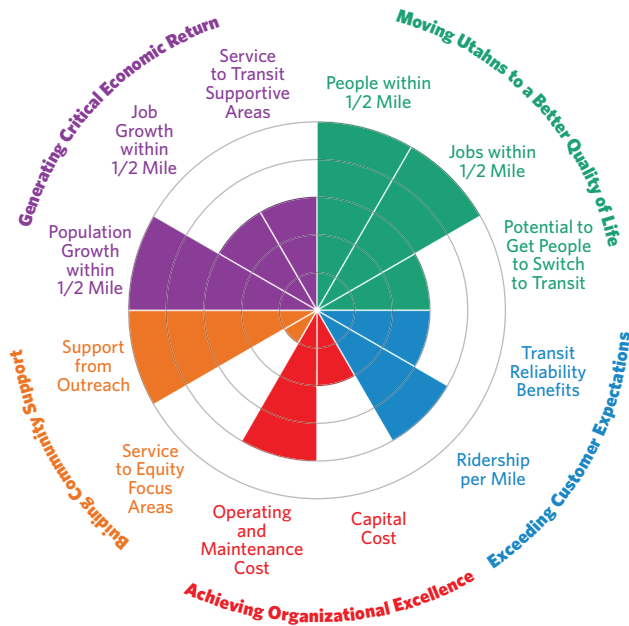 Generating Critical Economic Return
Moving Utahns to a Better Quality of Life
Service
to Transit
Supportive
Areas
People within
1/2 Mile
Job
Growth
within
1/2 Mile
Jobs within
1/2 Mile
Population
Growth
within
1/2 Mile
Potential to
Get People
to Switch
to Transit
Support
from
Outreach
Transit
Reliability
Benefits
Service
to Equity
Focus
Areas
Ridership
per Mile
Operating
and
Maintenance
Cost
Capital
Cost
Building Community Support
Exceeding Customer Expectations
Achieving Organizational Excellence